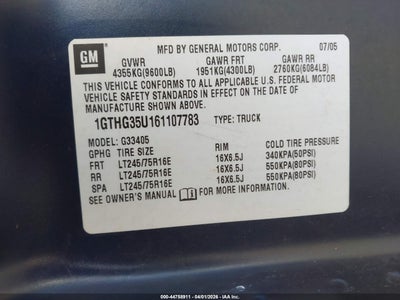 GM
MFD BY GENERAL MOTORS CORP. 07/05
GVWR GAWR FRT GAWR RR
4355KG(9600LB) 1951KG(4300LB) 2760KG(6084LB)
THIS VEHICLE CONFORMS TO ALL APPLICABLE U.S. FEDERAL MOTOR
VEHICLE SAFETY STANDARDS IN EFFECT ON THE DATE OF
MANUFACTURE SHOWN ABOVE.
1GTHG35U161107783 TYPE: TRUCK
MODEL: G33405
GPHG TIRE SIZE RIM COLD TIRE PRESSURE
FRT LT245/75R16E 16X6.5J 340KPA(50PSI)
RR LT245/75R16E 16X6.5J 550KPA(80PSI)
SPA LT245/75R16E 16X6.5J 550KPA(80PSI)
SEE OWNER'S MANUAL FOR MORE INFORMATION.
000-44758911 - 04/01/2026 - IAA Inc.